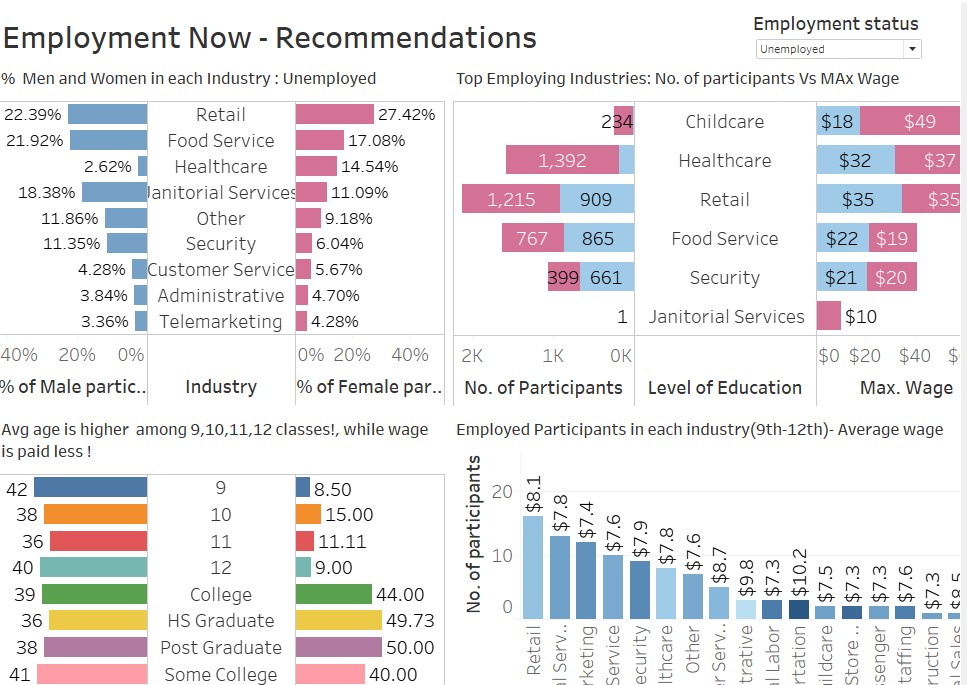 Employment Now - Recommendations
Employment status
Unemployed
% Men and Women in each Industry : Unemployed
22.39% Retail 27.42%
21.92% Food Service 17.08%
2.62% Healthcare 14.54%
18.38% Janitorial Services 11.09%
11.86% Other 9.18%
11.35% Security 6.04%
4.28% Customer Service 5.67%
3.84% Administrative 4.70%
3.36% Telemarketing 4.28%
40% 20% 0% 0% 20% 40%
% of Male partic.. Industry % of Female par..
Top Employing Industries: No. of participants Vs MAx Wage
234 Childcare $18 $49
1,392 Healthcare $32 $37
1,215 909 Retail $35 $35
767 865 Food Service $22 $19
399 661 Security $21 $20
1 Janitorial Services $10
2K 1K 0K $0 $20 $40 $
No. of Participants Level of Education Max. Wage
Avg age is higher among 9,10,11,12 classes!, while wage
is paid less !
42 9 8.50
38 10 15.00
36 11 11.11
40 12 9.00
39 College 44.00
36 HS Graduate 49.73
38 Post Graduate 50.00
41 Some College 40.00
Employed Participants in each industry(9th-12th)- Average wage
No. of participants
20
10
0
$8.1
$7.8
$7.4
$7.6
$7.9
$7.8
$7.6
$8.7
$9.8
$7.3
$10.2
$7.5
$7.3
$7.3
$7.6
$7.3
$8.5
Retail
al Serv..
rketing
Service
ecurity
lthcare
Other
er Serv..
trative
al Labor
rtation
ildcare
Store ..
ssenger
taffing
ruction
el Sales